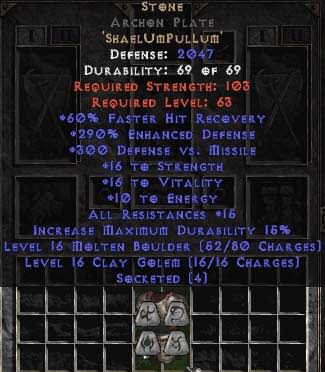 Stone
Archon Plate
'ShaelUmPulLum'
Defense: 2047
Durability: 69 of 69
Required Strength: 103
Required Level: 63
+60% Faster Hit Recovery
+290% Enhanced Defense
+300 Defense vs. Missile
+16 to Strength
+16 to Vitality
+10 to Energy
All Resistances +15
Increase Maximum Durability 15%
Level 16 Molten Boulder (52/80 Charges)
Level 16 Clay Golem (16/16 Charges)
Socketed (4)